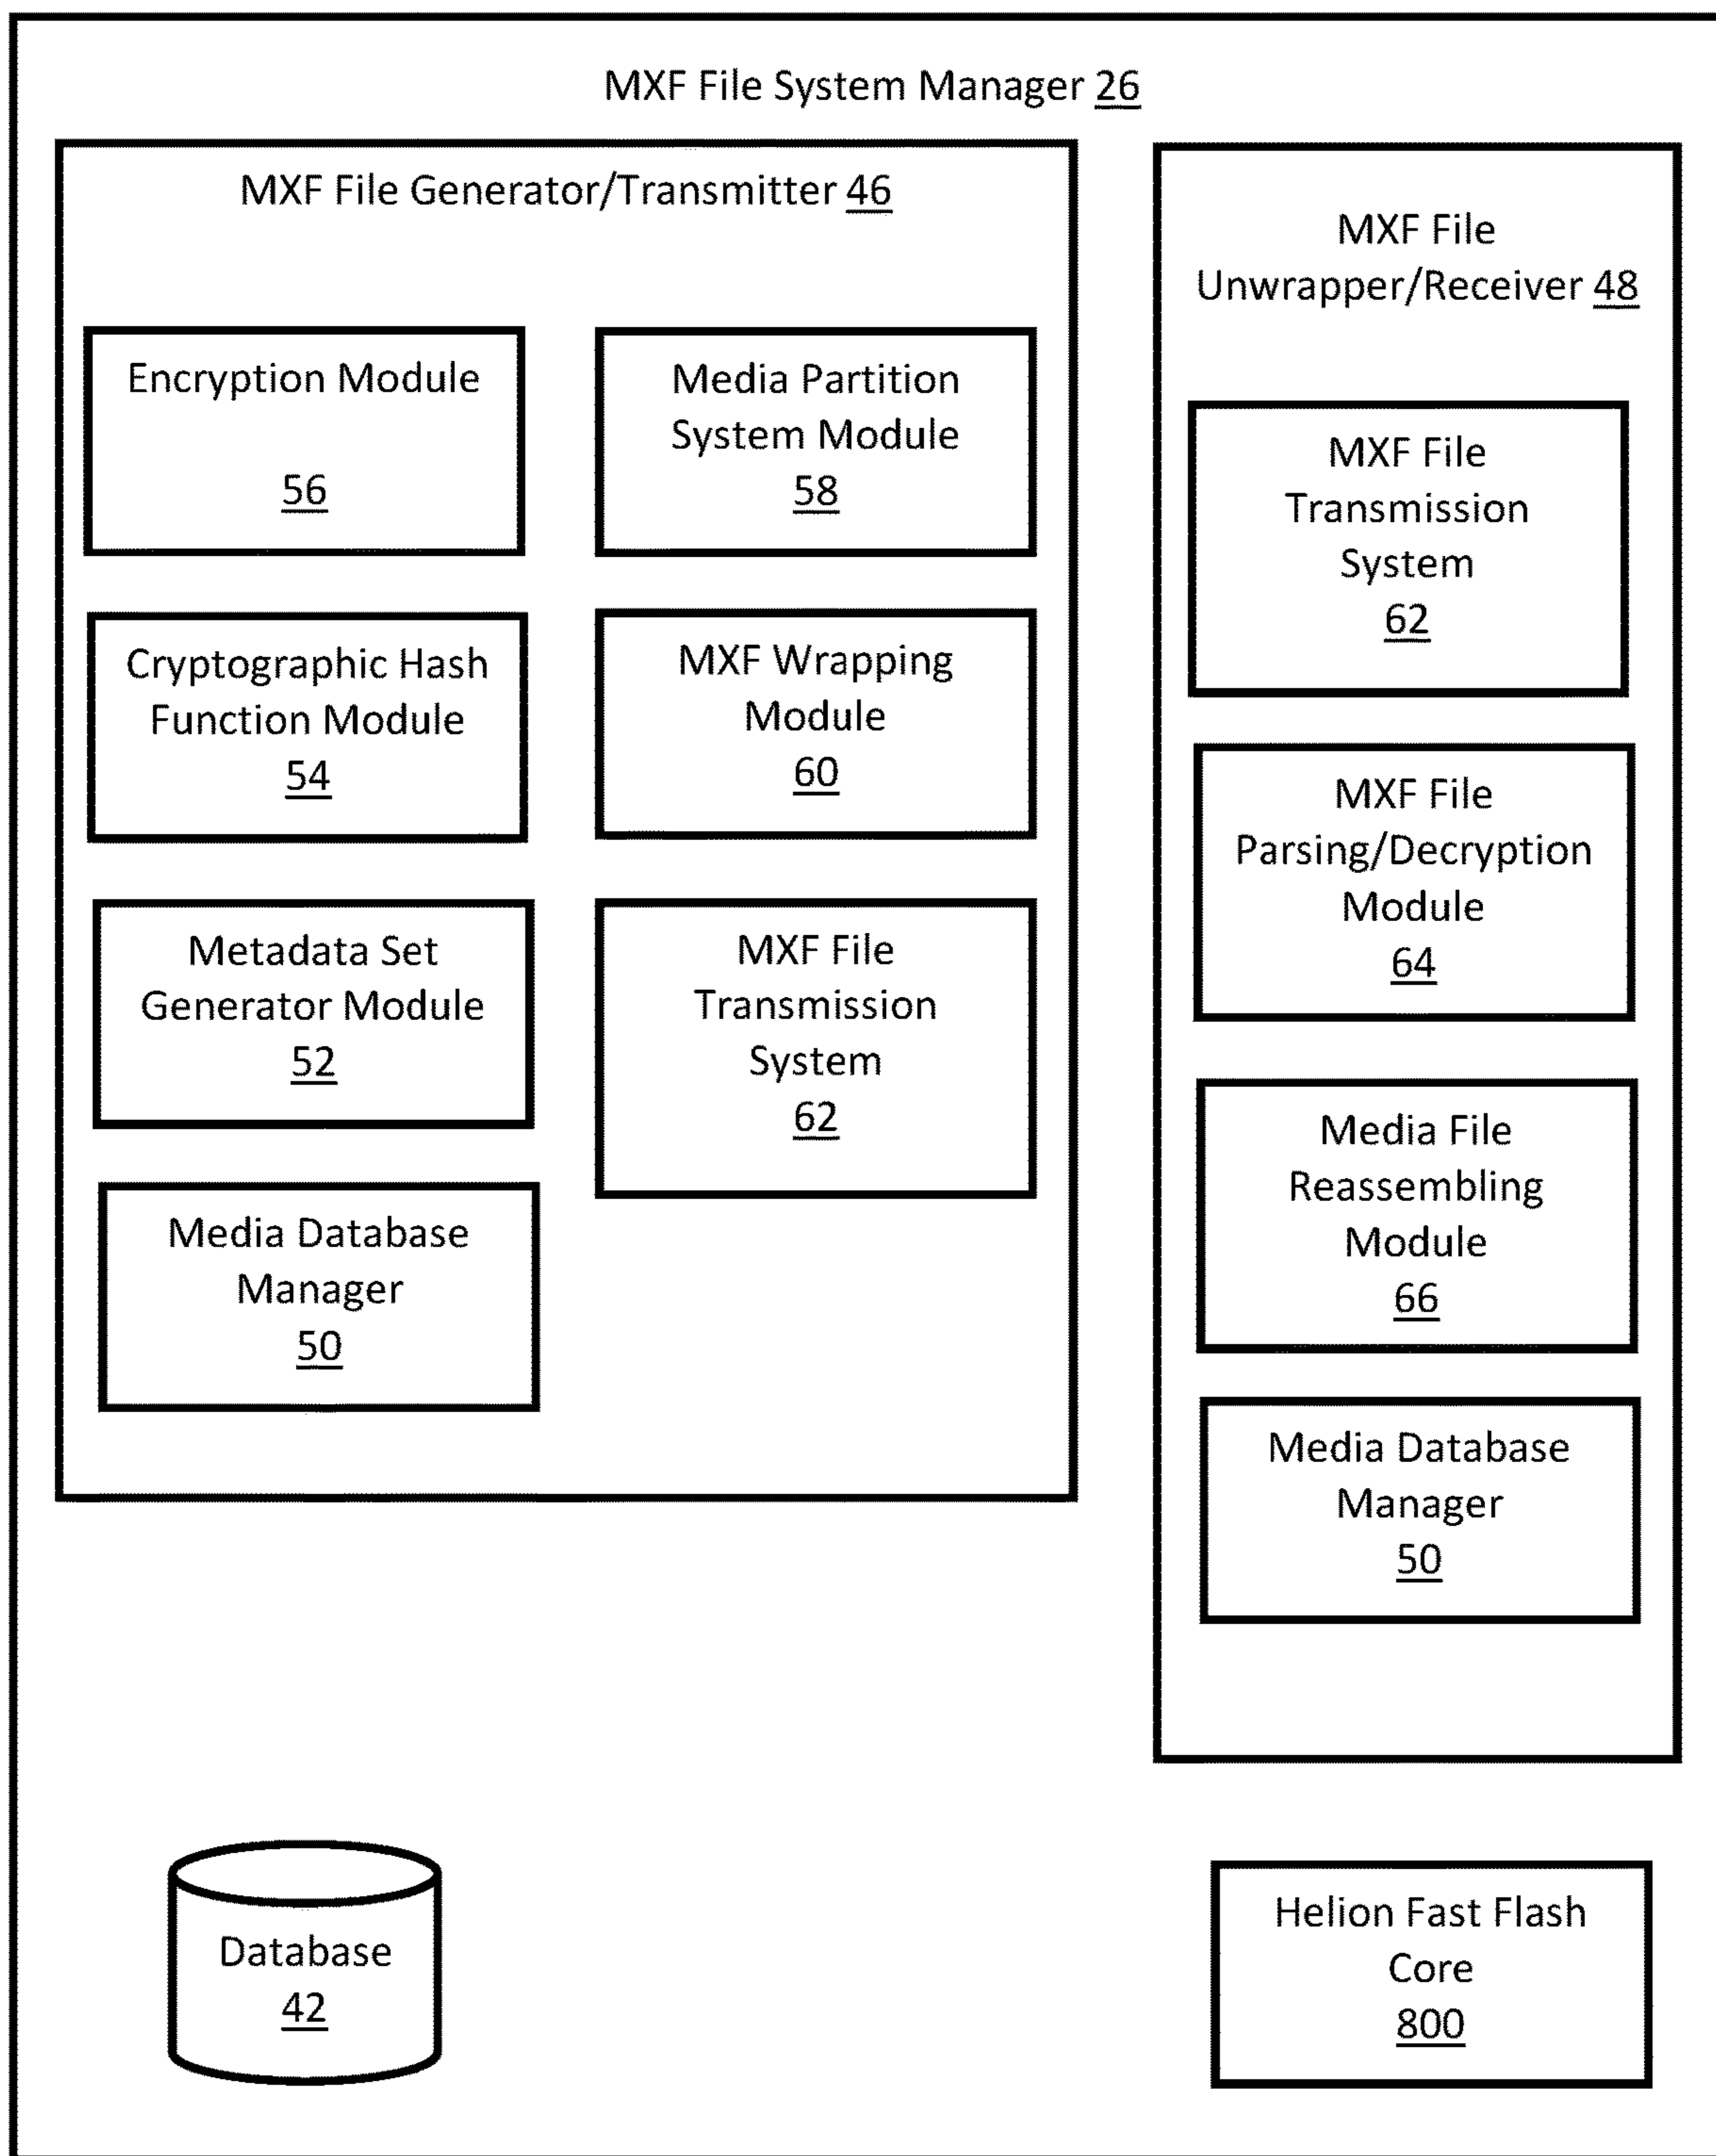 MXF File System Manager 26
MXF File Generator/Transmitter 46
Encryption Module
56
Media Partition
System Module
58
Cryptographic Hash
Function Module
54
MXF Wrapping
Module
60
Metadata Set
Generator Module
52
MXF File
Transmission
System
62
Media Database
Manager
50
MXF File
Unwrapper/Receiver 48
MXF File
Transmission
System
62
MXF File
Parsing/Decryption
Module
64
Media File
Reassembling
Module
66
Media Database
Manager
50
Database
42
Helion Fast Flash
Core
800